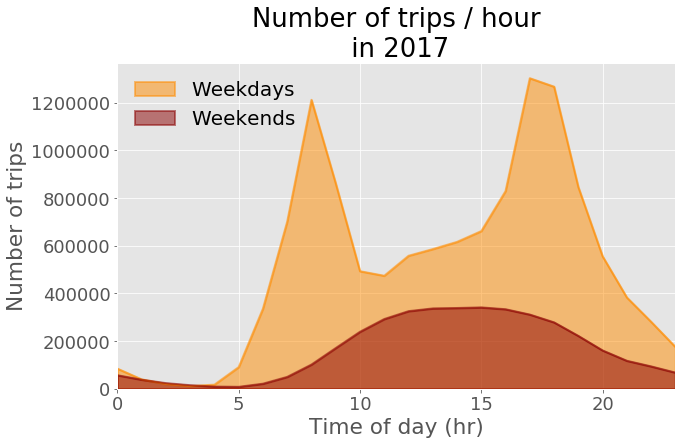 Number of trips / hour
in 2017
Weekdays
Weekends
Number of trips
1200000
1000000
800000
600000
400000
200000
0
0 5 10 15 20
Time of day (hr)